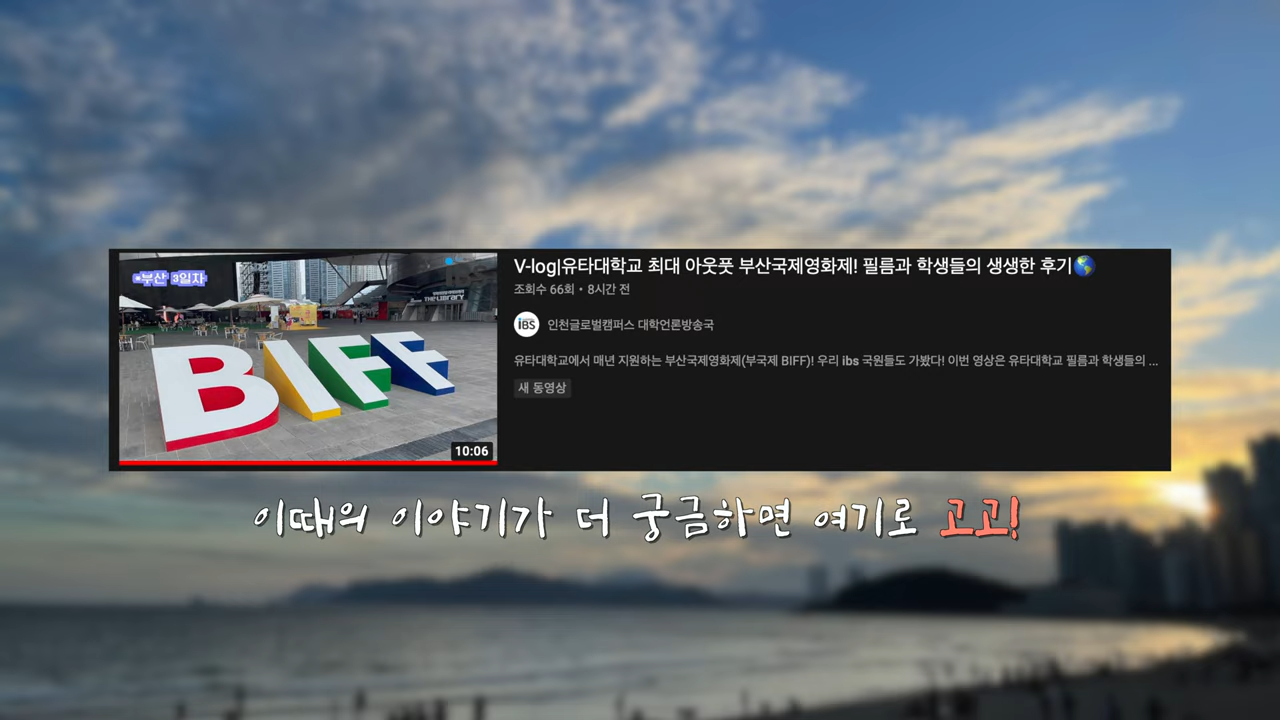 부산 3일차
THE LIBRARY
BIFF
10:06
V-log|유타대학교 최대 아웃풋 부산국제영화제! 필름과 학생들의 생생한 후기🌎
조회수 66회 • 8시간 전
iBS
인천글로벌캠퍼스 대학언론방송국
유타대학교에서 매년 지원하는 부산국제영화제(부국제 BIFF)! 우리 ibs 국원들도 가봤다! 이번 영상은 유타대학교 필름과 학생들의 ...
새 동영상
이때의 이야기가 더 궁금하면 여기로 고고!